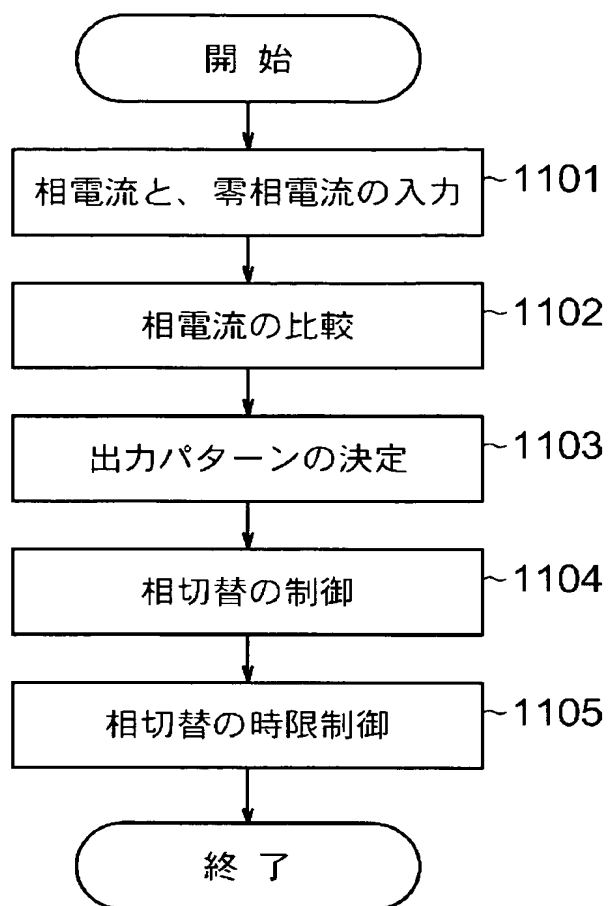 開始
相電流と、零相電流の入力
~1101
相電流の比較
~1102
出力パターンの決定
~1103
相切替の制御
~1104
相切替の時限制御
~1105
終了